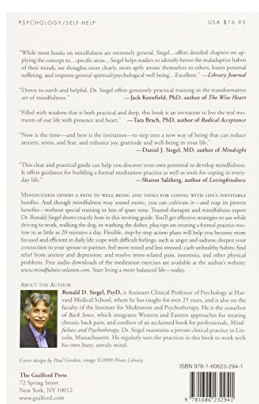 PSYCHOLOGY/SELF-HELP
USA $16.95
"While most books on mindfulness are extremely general, Siegel...offers detailed chapters on ap-
plying the concept to...specific areas....Siegel helps readers to identify better the maladaptive habits
of their minds, are thoughts more clearly, more aptly attune themselves to others, lessen personal
suffering, and improve general spiritual/psychological well being....Excellent." —Library Journal
"Down-to-earth and helpful, Dr. Siegel offers genuinely practical training in the transformative
art of mindfulness."
—Jack Kornfield, PhD, author of The Wise Heart
"Filled with wisdom that is both practical and deep, this book is an invitation to live the real mo-
ments of our life with presence and heart."
—Tara Brach, PhD, author of Radical Acceptance
"Now is the time—and here is the invitation—to step into a new way of being that can reduce
anxiety, stress, and fear, and enhance joy, gratitude and well-being in your life."
—Daniel J. Siegel, MD, author of Mindsight
"This clear and practical guide can help you discover your own potential to develop mindfulness.
It offers guidance for building a formal meditation practice as well as tools for coping in every-
day life."
—Sharon Salzberg, author of Lovingkindness
MINDFULNESS OFFERS A PATH TO WELL-BEING AND TOOLS FOR COPING WITH LIFE'S INEVITABLE
hurdles. And though mindfulness may sound exotic, you can cultivate it—and reap its proven
benefits—without special training or lots of spare time. Trusted therapist and mindfulness expert
Dr. Ronald Siegel shows exactly how in this inviting guide. You'll get effective strategies to use while
driving to work, walking the dog, or washing the dishes, plus tips on creating a formal practice rou-
tine in as little as 20 minutes a day. Flexible, step-by-step action plans will help you become more
focused and efficient in daily life; cope with difficult feelings, such as anger and sadness; deepen your
connection to your spouse or partner; feel more rested and less stressed; curb unhealthy habits; find
relief from anxiety and depression; and resolve stress-related pain, insomnia, and other physical
problems. Free audio downloads of the meditation exercises are available at the author's website:
www.mindfulness-solution.com. Start living a more balanced life—today.
ABOUT THE AUTHOR
Ronald D. Siegel, PsyD, is Assistant Clinical Professor of Psychology at Har-
vard Medical School, where he has taught for over 25 years, and is also on
the faculty of the Institute for Meditation and Psychotherapy. He is the coauthor
of Back Sense, which integrates Western and Eastern approaches for treating
chronic back pain, and coeditor of an acclaimed book for professionals, Mind-
fulness and Psychotherapy. Dr. Siegel maintains a private clinical practice in Lin-
coln, Massachusetts. He regularly uses the practices in this book to work with
his own busy, unruly mind.
Cover design by Paul Gordon; image ©2009 Photo Library
The Guilford Press
72 Spring Street
New York, NY 10012
www.guilford.com
ISBN 978-1-60623-294-1
9 781606 232941